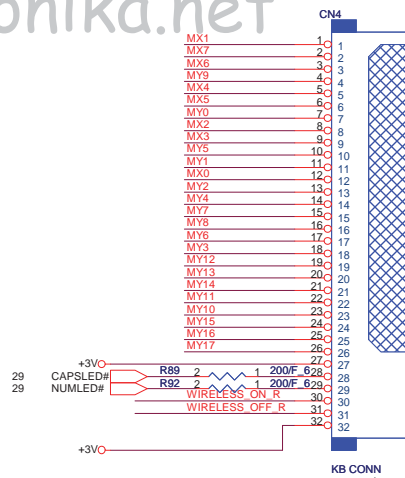 onika.net
CN4
MX1 1 1
MX7 2 2
MX6 3 3
MY9 4 4
MX4 5 5
MX5 6 6
MY0 7 7
MX2 8 8
MX3 9 9
MY5 10 10
MY1 11 11
MX0 12 12
MY2 13 13
MY4 14 14
MY7 15 15
MY8 16 16
MY6 17 17
MY3 18 18
MY12 19 19
MY13 20 20
MY14 21 21
MY11 22 22
MY10 23 23
MY15 24 24
MY16 25 25
MY17 26 26
+3VO 27 27
29 CAPSLED# R89 2 1 200/F_6 28 28
29 NUMLED# R92 2 1 200/F_6 29 29
WIRELESS_ON_R 30 30
WIRELESS_OFF_R 31 31
32 32
+3VO
KB CONN